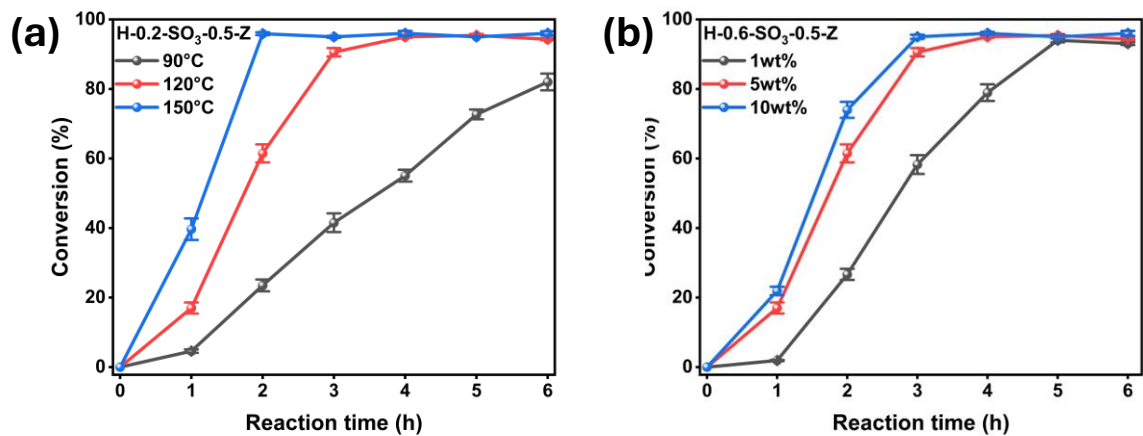 (a)
H-0.2-SO₃-0.5-Z
90°C
120°C
150°C
Conversion (%)
100
80
60
40
20
0
0 1 2 3 4 5 6
Reaction time (h)
(b)
H-0.6-SO₃-0.5-Z
1wt%
5wt%
10wt%
Conversion (%)
100
80
60
40
20
0
0 1 2 3 4 5 6
Reaction time (h)